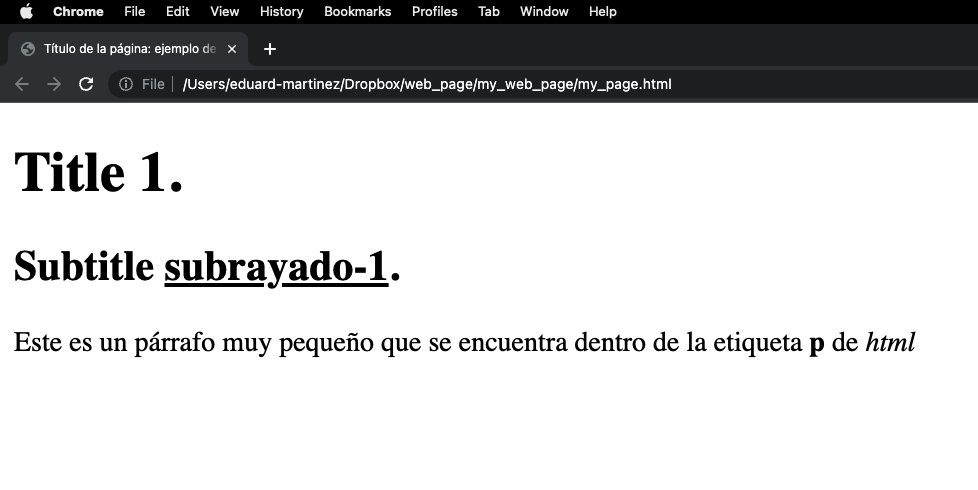 Chrome File Edit View History Bookmarks Profiles Tab Window Help
Título de la página: ejemplo de
File /Users/eduard-martinez/Dropbox/web_page/my_web_page/my_page.html
Title 1.
Subtitle subrayado-1.
Este es un párrafo muy pequeño que se encuentra dentro de la etiqueta p de html